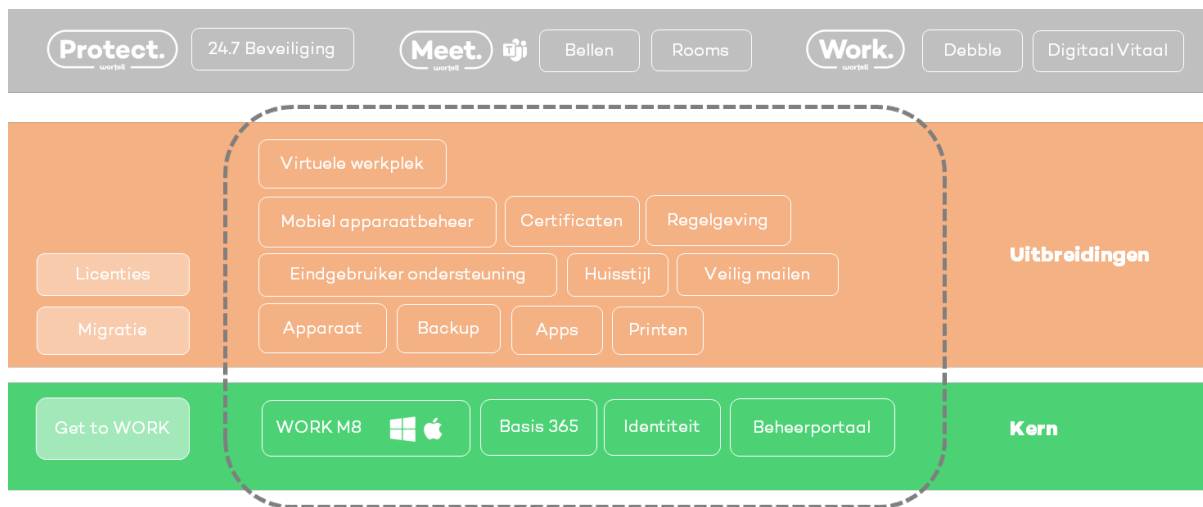 Protect.
wortell
24.7 Beveiliging
Meet.
wortell
Bellen
Rooms
Work.
wortell
Debble
Digitaal Vitaal
Virtuele werkplek
Mobiel apparaatbeheer
Certificaten
Regelgeving
Uitbreidingen
Licenties
Eindgebruiker ondersteuning
Huisstijl
Veilig mailen
Migratie
Apparaat
Backup
Apps
Printen
Get to WORK
WORK M8
Basis 365
Identiteit
Beheerportaal
Kern